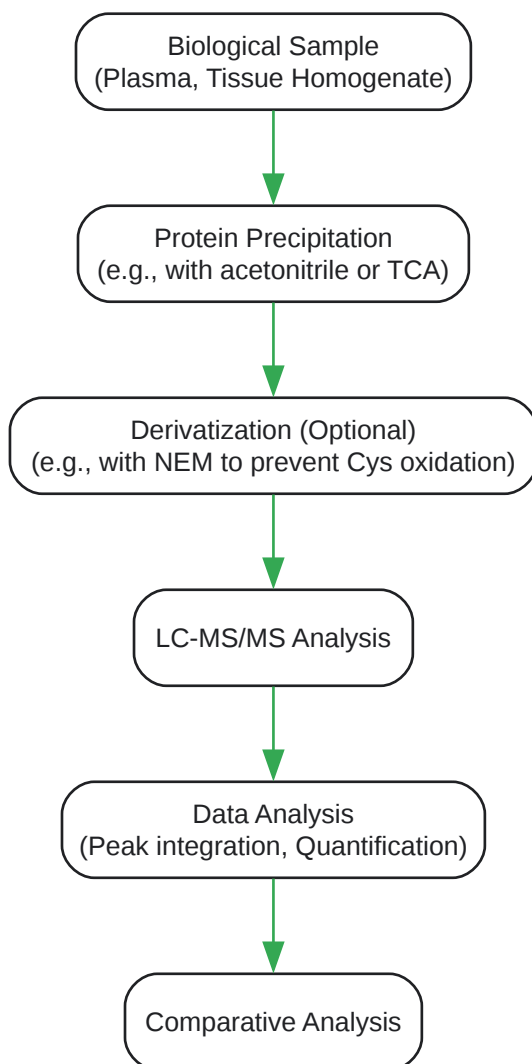 Biological Sample
(Plasma, Tissue Homogenate)
Protein Precipitation
(e.g., with acetonitrile or TCA)
Derivatization (Optional)
(e.g., with NEM to prevent Cys oxidation)
LC-MS/MS Analysis
Data Analysis
(Peak integration, Quantification)
Comparative Analysis